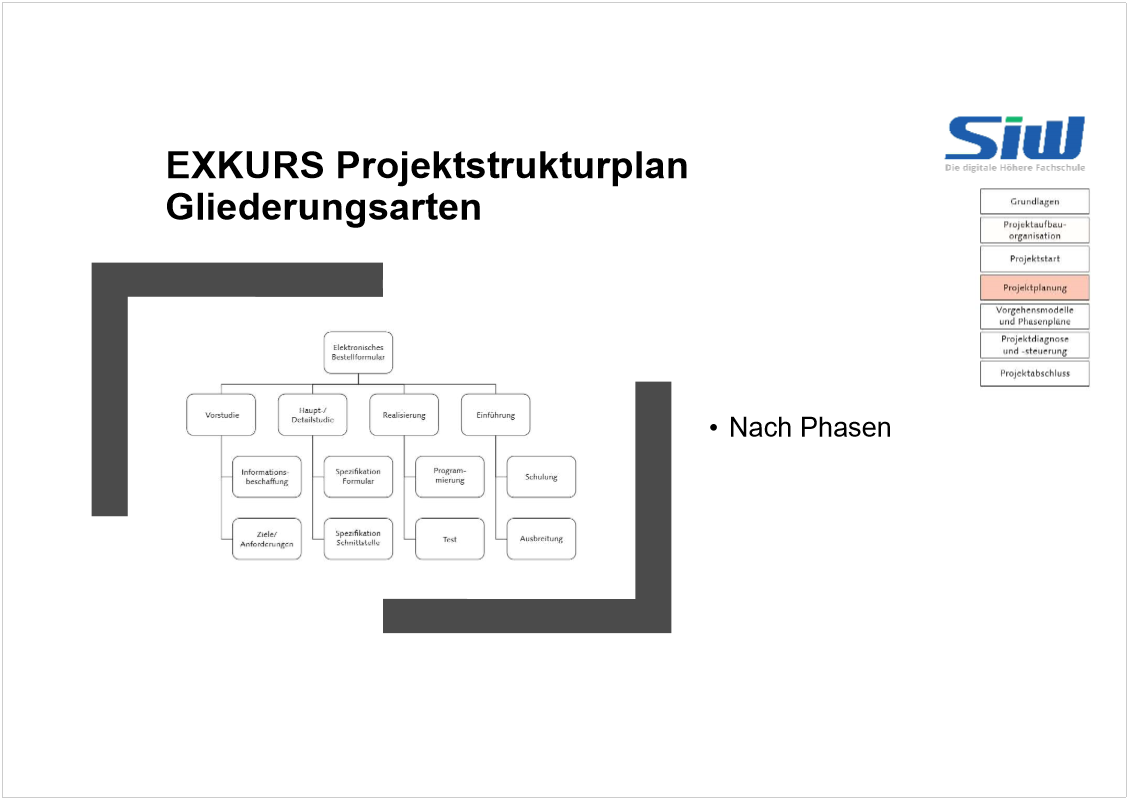 EXKURS Projektstrukturplan
Gliederungsarten
Siw
Die digitale Höhere Fachschule
Grundlagen
Projektaufbau-
organisation
Projektstart
Projektplanung
Vorgehensmodelle
und Phasenpläne
Projektdiagnose
und -steuerung
Projektabschluss
Elektronisches
Bestellformular
Vorstudie
Haupt-/
Detailstudie
Realisierung
Einführung
Informations-
beschaffung
Spezifikation
Formular
Program-
mierung
Schulung
Ziele/
Anforderungen
Spezifikation
Schnittstelle
Test
Ausbreitung
• Nach Phasen